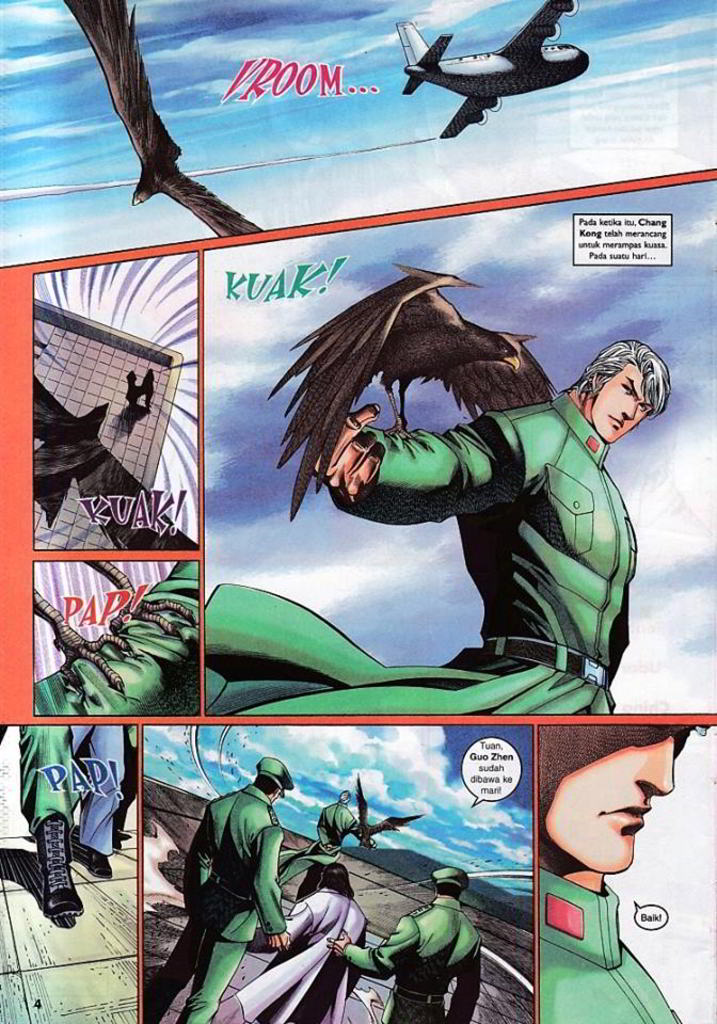 VROOM...
Pada ketika itu, Chang
Kong telah merancang
untuk merampas kuasa.
Pada suatu hari...
KUAK!
KUAK!
PAP!
PAP!
Tuan,
Guo Zhen
sudah
dibawa ke
mari!
Baik!
4